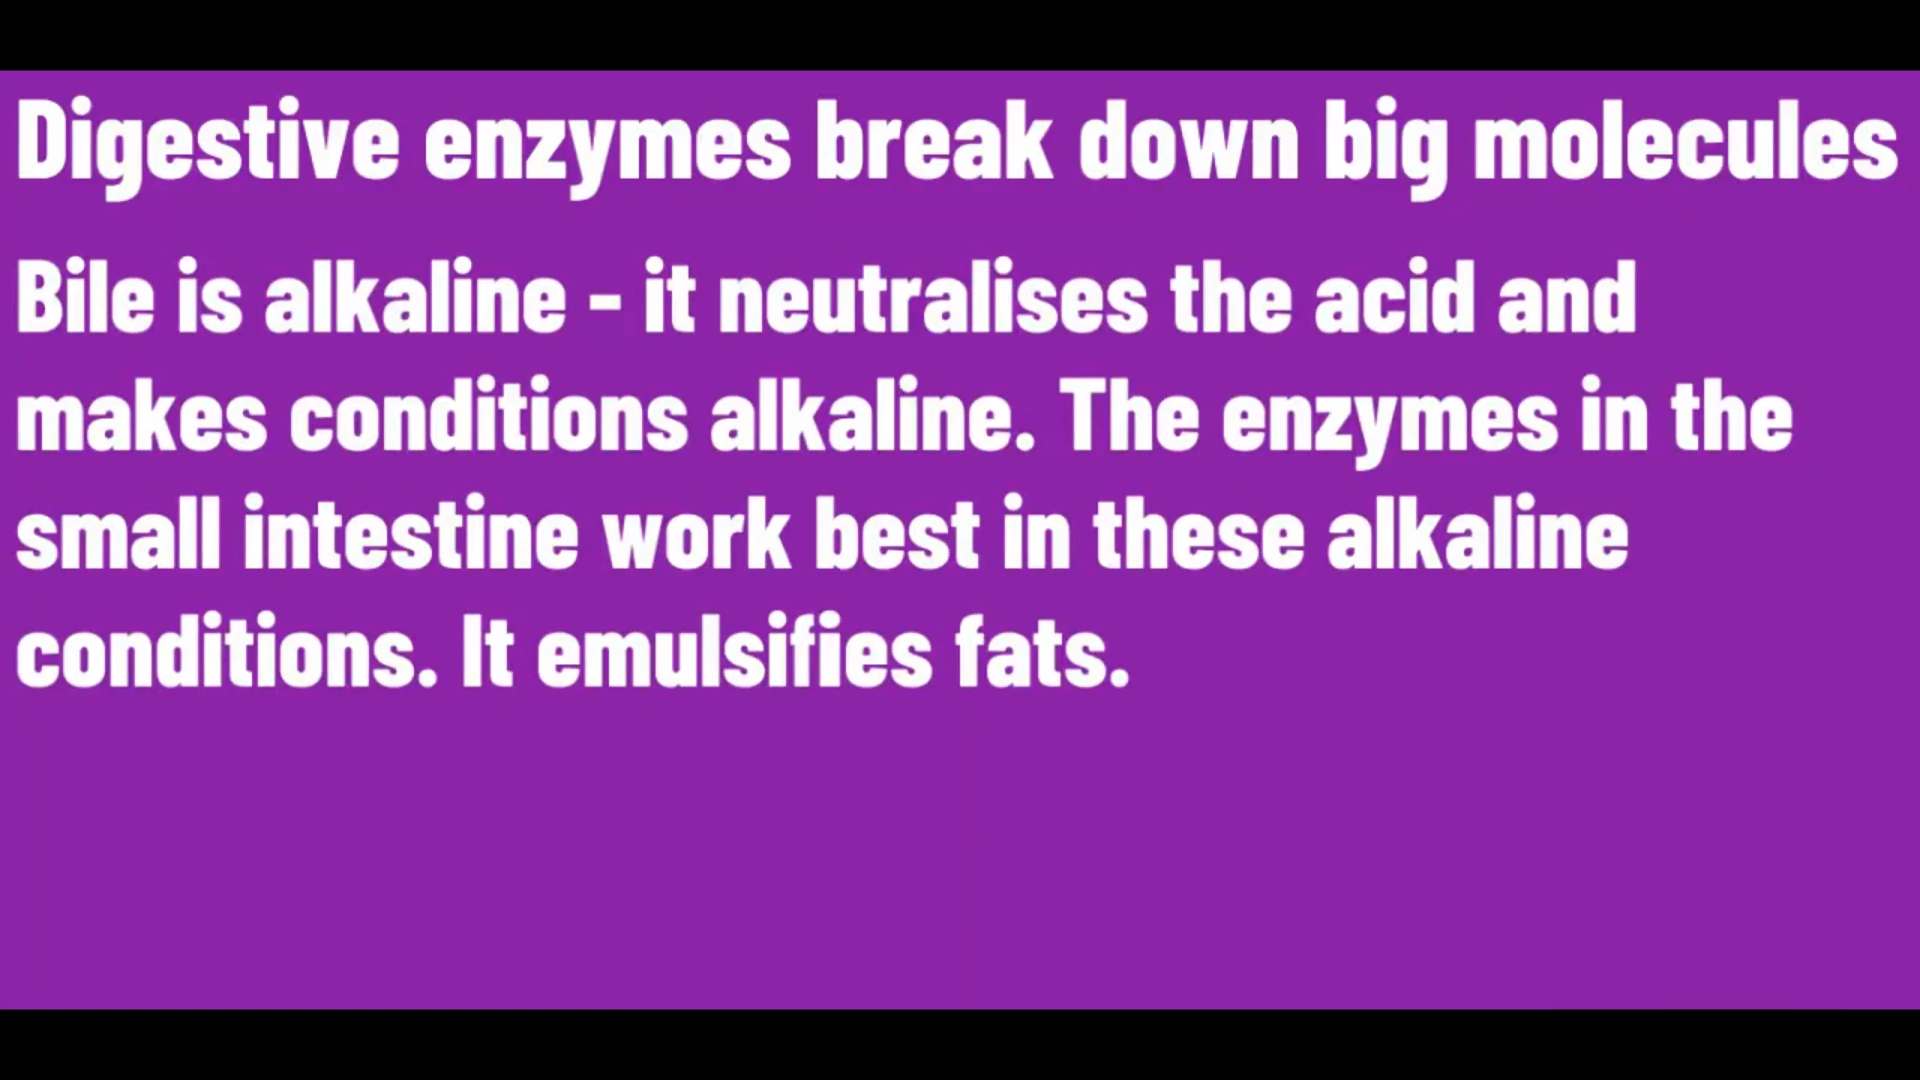 Digestive enzymes break down big molecules
Bile is alkaline - it neutralises the acid and
makes conditions alkaline. The enzymes in the
small intestine work best in these alkaline
conditions. It emulsifies fats.